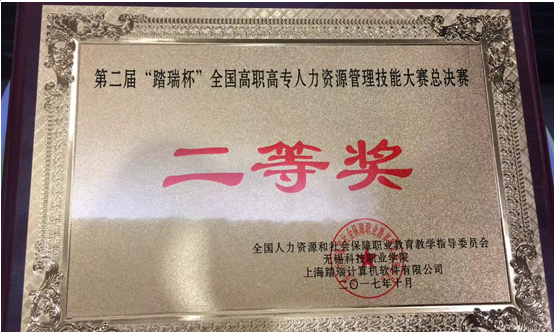 第二届“踏瑞杯”全国高职高专人力资源管理技能大赛总决赛
二等奖
全国人力资源和社会保障职业教育教学指导委员会
无锡科技职业学院
上海踏瑞计算机软件有限公司
二〇一七年十月